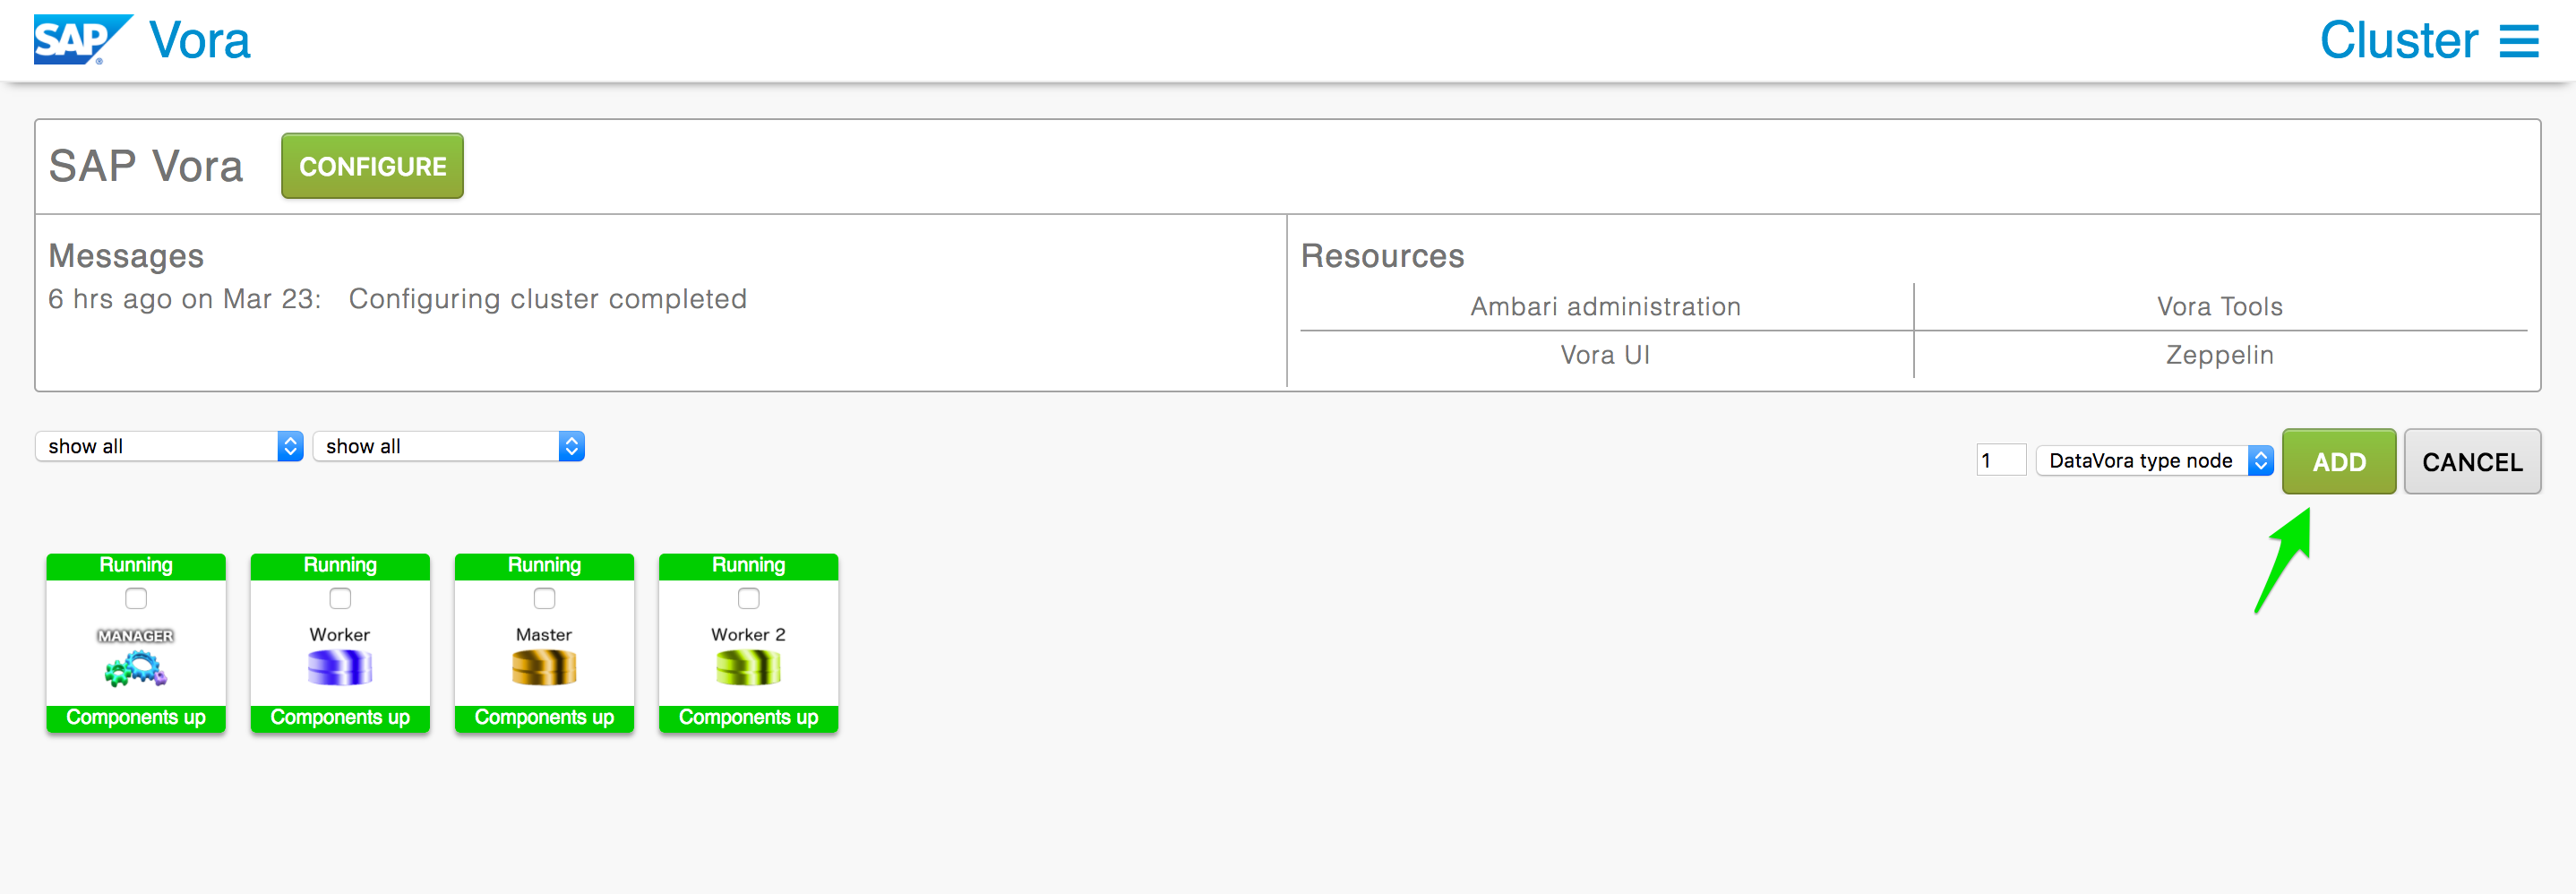 SAP® Vora
Cluster
SAP Vora
CONFIGURE
Messages
6 hrs ago on Mar 23: Configuring cluster completed
Resources
Ambari administration
Vora Tools
Vora UI
Zeppelin
show all
show all
1
DataVora type node
ADD
CANCEL
Running
MANAGER
Components up
Running
Worker
Components up
Running
Master
Components up
Running
Worker 2
Components up